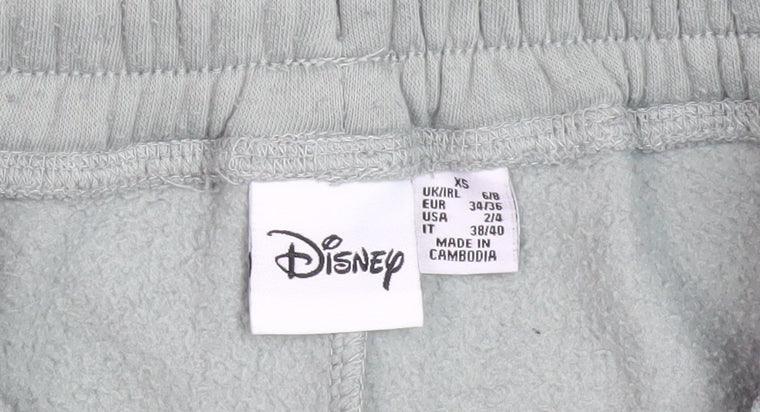 Disney
XS
UK/IRL 6/8
EUR 34/36
USA 2/4
IT 38/40
MADE IN
CAMBODIA